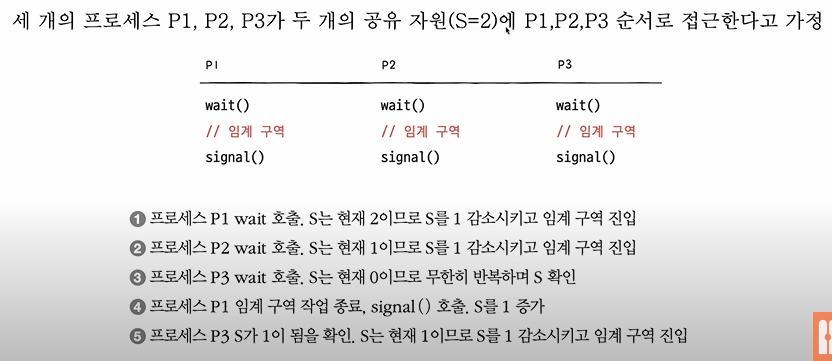 세 개의 프로세스 P1, P2, P3가 두 개의 공유 자원(S=2)에 P1,P2,P3 순서로 접근한다고 가정
P1 P2 P3
wait() wait() wait()
// 임계 구역 // 임계 구역 // 임계 구역
signal() signal() signal()
1 프로세스 P1 wait 호출. S는 현재 2이므로 S를 1 감소시키고 임계 구역 진입
2 프로세스 P2 wait 호출. S는 현재 1이므로 S를 1 감소시키고 임계 구역 진입
3 프로세스 P3 wait 호출. S는 현재 0이므로 무한히 반복하며 S 확인
4 프로세스 P1 임계 구역 작업 종료, signal() 호출. S를 1 증가
5 프로세스 P3 S가 1이 됨을 확인. S는 현재 1이므로 S를 1 감소시키고 임계 구역 진입